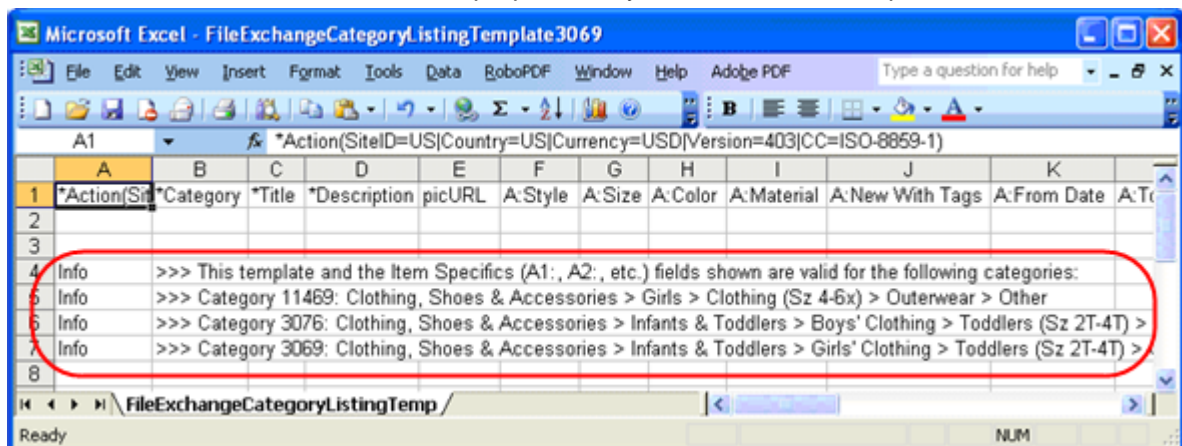 Microsoft Excel - FileExchangeCategoryListingTemplate3069
File Edit View Insert Format Tools Data RoboPDF Window Help Adobe PDF Type a question for help
A1 fx *Action(SiteID=US|Country=US|Currency=USD|Version=403|CC=ISO-8859-1)
A B C D E F G H I J K
1 *Action(Sit *Category *Title *Description picURL A:Style A:Size A:Color A:Material A:New With Tags A:From Date A:To
2
3
4 Info >>> This template and the Item Specifics (A1:, A2:, etc.) fields shown are valid for the following categories:
5 Info >>> Category 11469: Clothing, Shoes & Accessories > Girls > Clothing (Sz 4-6x) > Outerwear > Other
6 Info >>> Category 3076: Clothing, Shoes & Accessories > Infants & Toddlers > Boys' Clothing > Toddlers (Sz 2T-4T) >
7 Info >>> Category 3069: Clothing, Shoes & Accessories > Infants & Toddlers > Girls' Clothing > Toddlers (Sz 2T-4T) >
8
FileExchangeCategoryListingTemp
Ready NUM